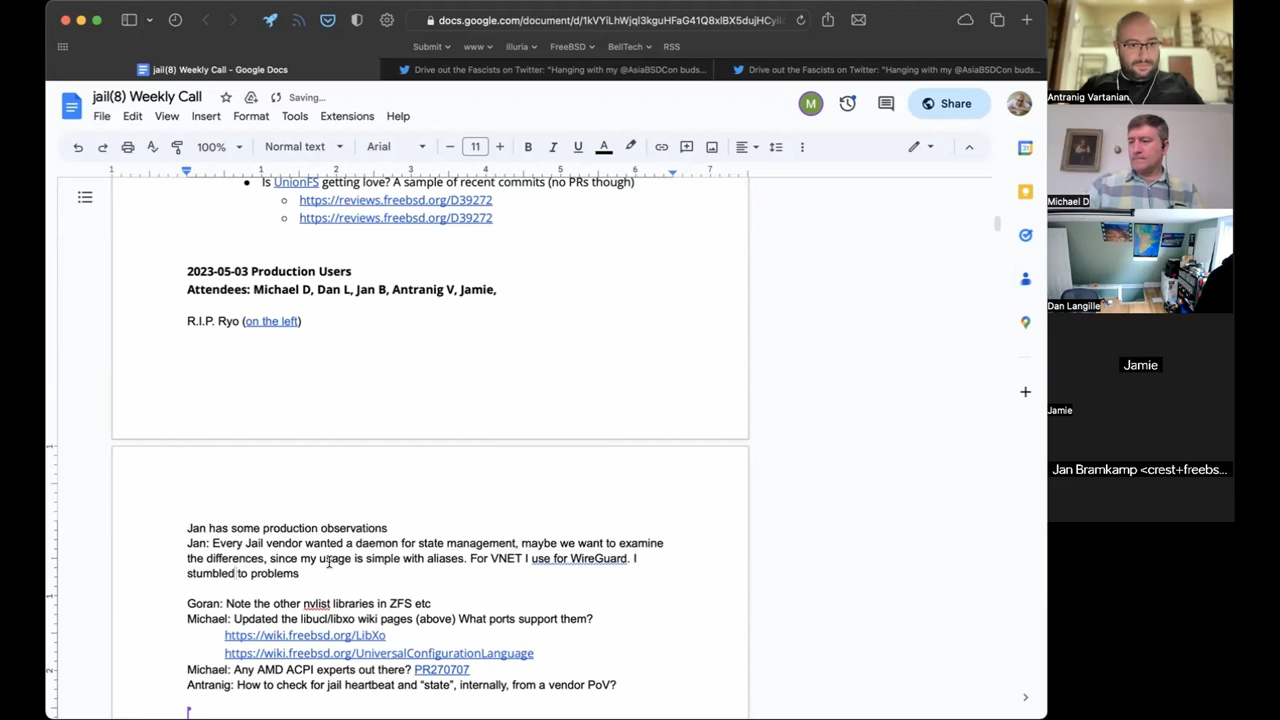 docs.google.com/document/d/1kVYiLhWjql3kguHFaG41Q8xlBX5dujHCyil
Submit www illuria FreeBSD BellTech RSS
jail(8) Weekly Call - Google Docs
Drive out the Fascists on Twitter: "Hanging with my @AsiaBSDCon buds...
Drive out the Fascists on Twitter: "Hanging with my @AsiaBSDCon buds...
jail(8) Weekly Call
Saving...
M
Share
File Edit View Insert Format Tools Extensions Help
100% Normal text Arial 11
1 1 2 3 4 5 6 7
Is UnionFS getting love? A sample of recent commits (no PRs though)
https://reviews.freebsd.org/D39272
https://reviews.freebsd.org/D39272
2023-05-03 Production Users
Attendees: Michael D, Dan L, Jan B, Antranig V, Jamie,
R.I.P. Ryo (on the left)
Jan has some production observations
Jan: Every Jail vendor wanted a daemon for state management, maybe we want to examine
the differences, since my usage is simple with aliases. For VNET I use for WireGuard. I
stumbled to problems
Goran: Note the other nvlist libraries in ZFS etc
Michael: Updated the libucl/libxo wiki pages (above) What ports support them?
https://wiki.freebsd.org/LibXo
https://wiki.freebsd.org/UniversalConfigurationLanguage
Michael: Any AMD ACPI experts out there? PR270707
Antranig: How to check for jail heartbeat and “state”, internally, from a vendor PoV?
Antranig Vartanian
Michael D
Dan Langille
Jamie
Jamie
Jan Bramkamp <crest+freebs...